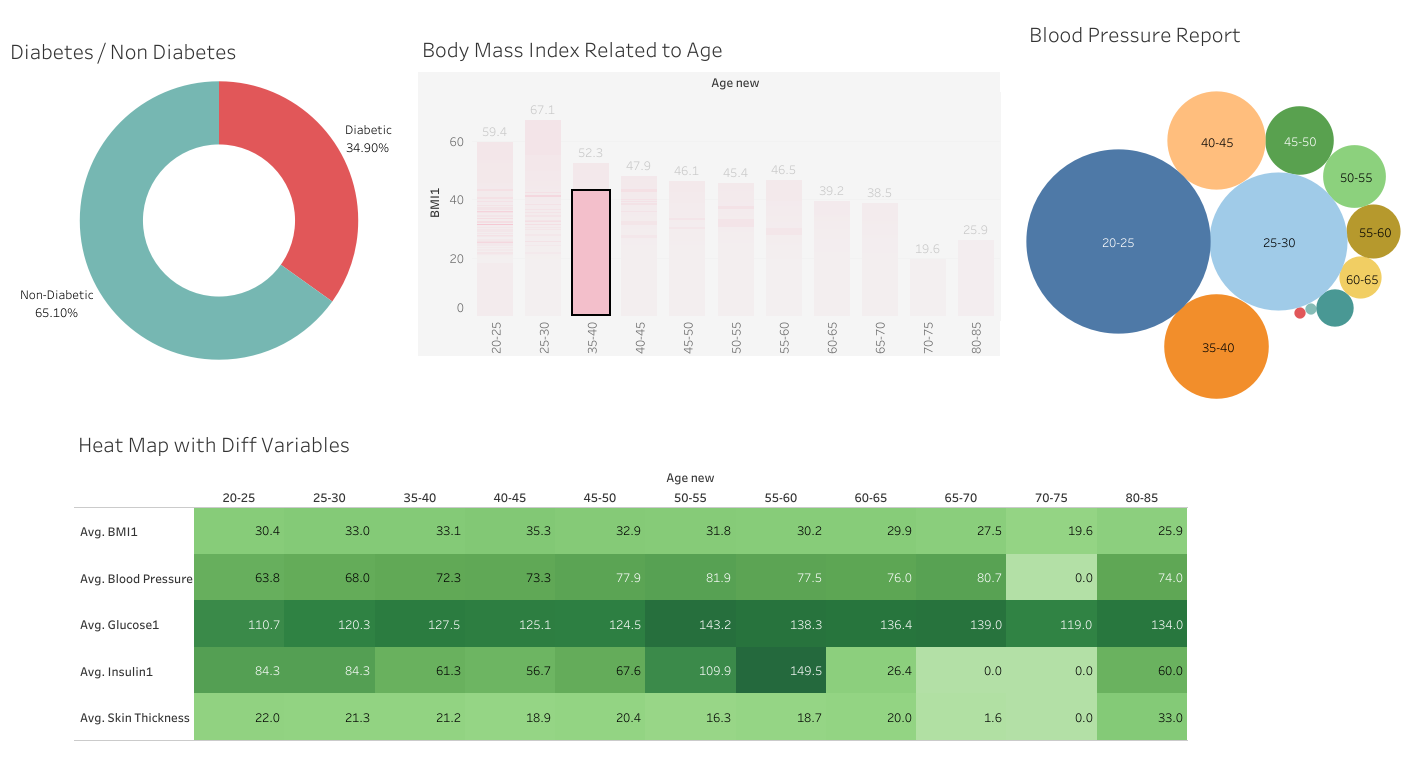 Diabetes / Non Diabetes
Diabetic
34.90%
Non-Diabetic
65.10%
Body Mass Index Related to Age
Age new
BMI1
60
40
20
0
59.4
67.1
52.3
47.9
46.1
45.4
46.5
39.2
38.5
19.6
25.9
20-25
25-30
35-40
40-45
45-50
50-55
55-60
60-65
65-70
70-75
80-85
Blood Pressure Report
40-45
45-50
50-55
20-25
25-30
55-60
60-65
35-40
Heat Map with Diff Variables
Age new
20-25 25-30 35-40 40-45 45-50 50-55 55-60 60-65 65-70 70-75 80-85
Avg. BMI1 30.4 33.0 33.1 35.3 32.9 31.8 30.2 29.9 27.5 19.6 25.9
Avg. Blood Pressure 63.8 68.0 72.3 73.3 77.9 81.9 77.5 76.0 80.7 0.0 74.0
Avg. Glucose1 110.7 120.3 127.5 125.1 124.5 143.2 138.3 136.4 139.0 119.0 134.0
Avg. Insulin1 84.3 84.3 61.3 56.7 67.6 109.9 149.5 26.4 0.0 0.0 60.0
Avg. Skin Thickness 22.0 21.3 21.2 18.9 20.4 16.3 18.7 20.0 1.6 0.0 33.0